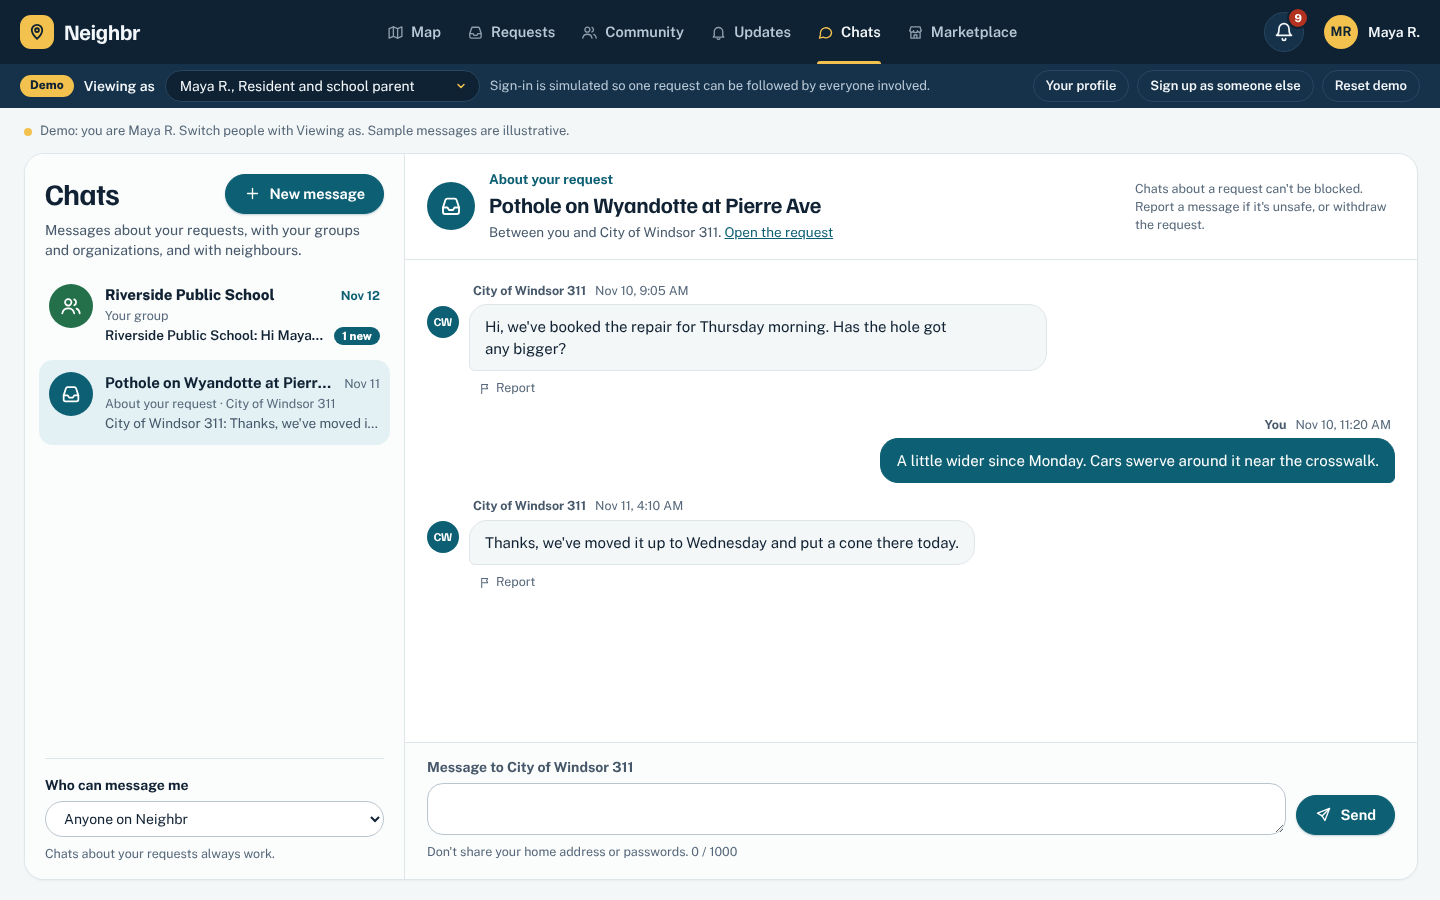 Neighbr
Map
Requests
Community
Updates
Chats
Marketplace
9
MR
Maya R.
Demo
Viewing as
Maya R., Resident and school parent
Sign-in is simulated so one request can be followed by everyone involved.
Your profile
Sign up as someone else
Reset demo
Demo: you are Maya R. Switch people with Viewing as. Sample messages are illustrative.
Chats
New message
Messages about your requests, with your groups
and organizations, and with neighbours.
Riverside Public School
Nov 12
Your group
Riverside Public School: Hi Maya...
1 new
Pothole on Wyandotte at Pierr...
Nov 11
About your request · City of Windsor 311
City of Windsor 311: Thanks, we've moved i...
Who can message me
Anyone on Neighbr
Chats about your requests always work.
About your request
Pothole on Wyandotte at Pierre Ave
Between you and City of Windsor 311. Open the request
Chats about a request can't be blocked.
Report a message if it's unsafe, or withdraw
the request.
City of Windsor 311 Nov 10, 9:05 AM
CW
Hi, we've booked the repair for Thursday morning. Has the hole got
any bigger?
Report
You Nov 10, 11:20 AM
A little wider since Monday. Cars swerve around it near the crosswalk.
City of Windsor 311 Nov 11, 4:10 AM
CW
Thanks, we've moved it up to Wednesday and put a cone there today.
Report
Message to City of Windsor 311
Send
Don't share your home address or passwords. 0 / 1000